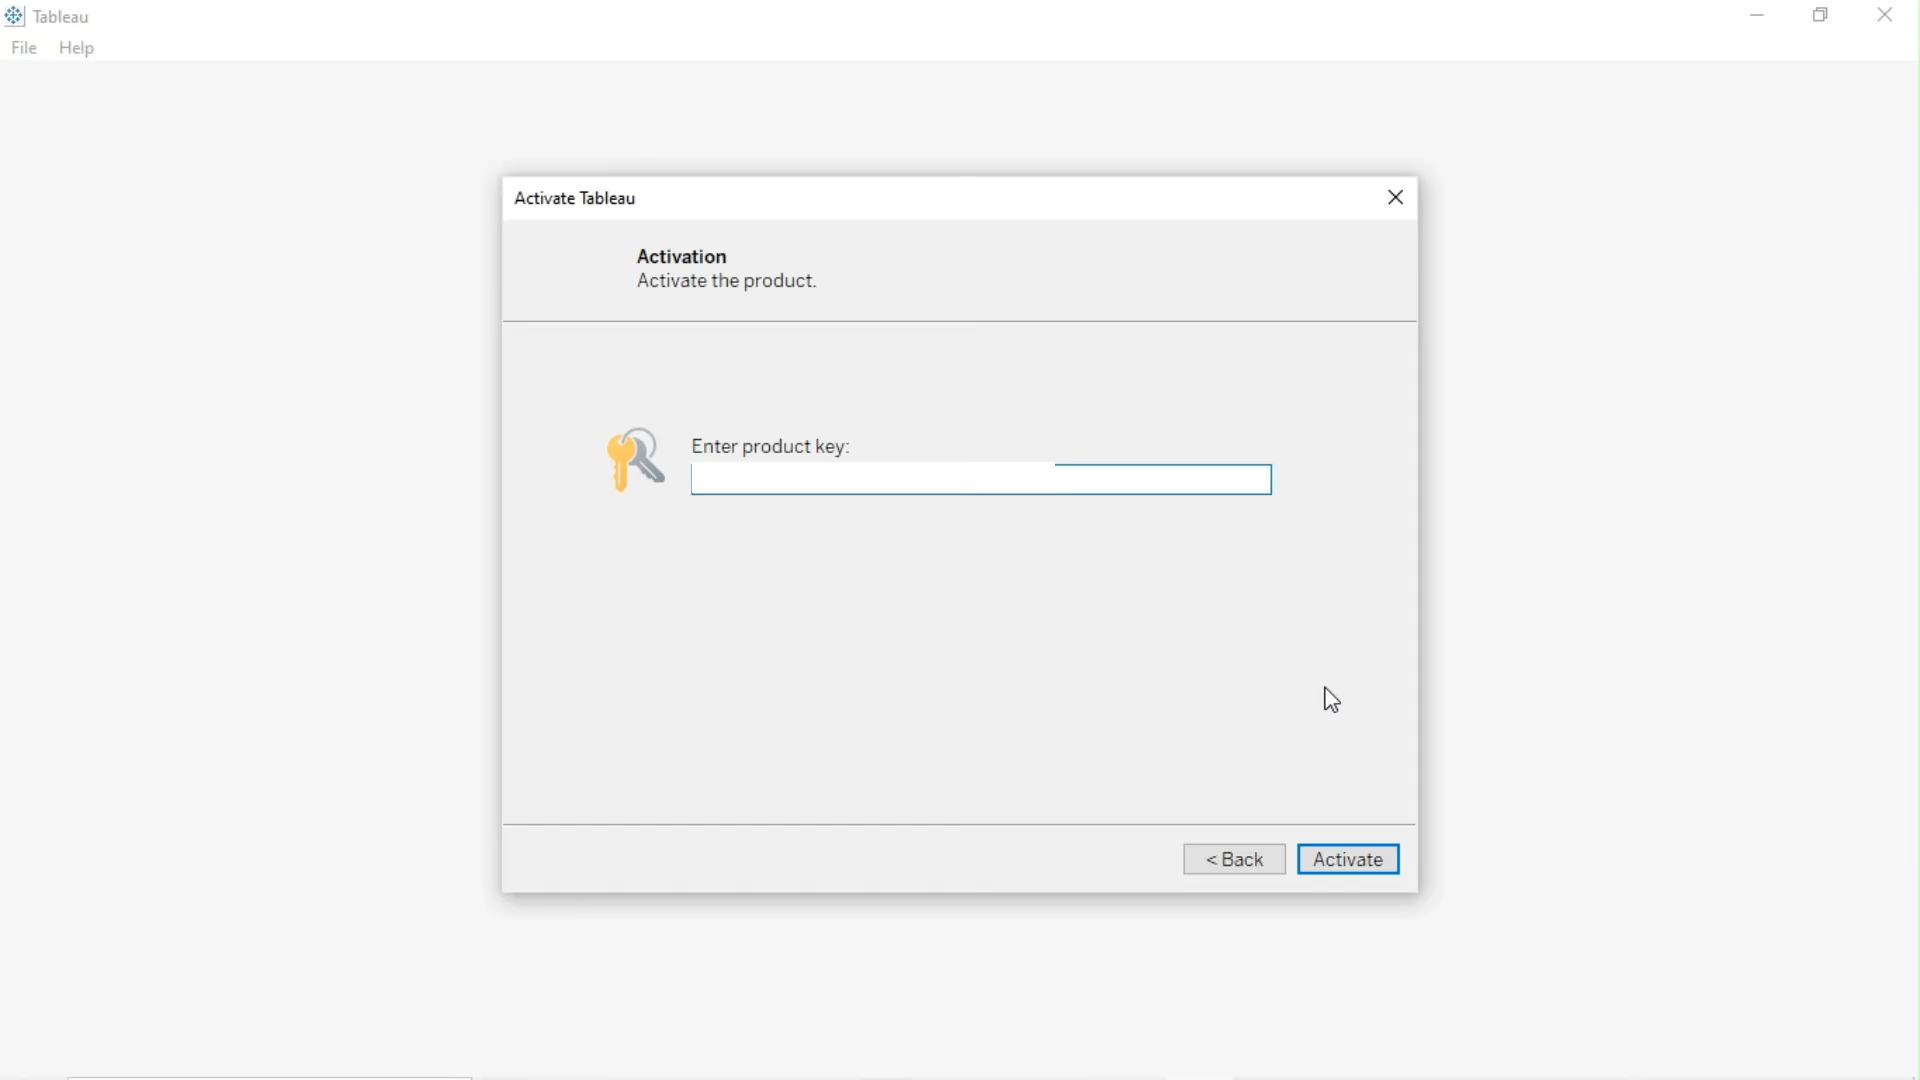 Tableau
File Help
Activate Tableau
Activation
Activate the product.
Enter product key:
< Back Activate